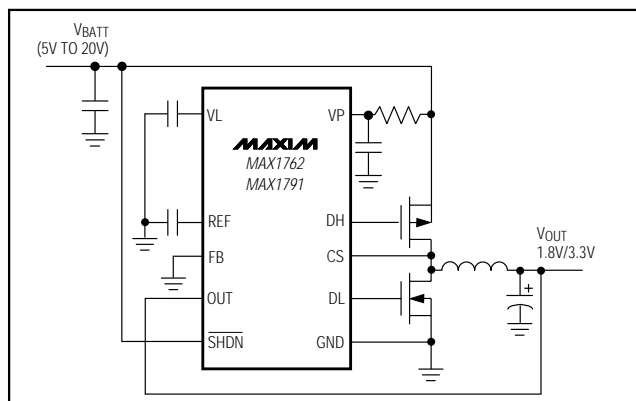 VBATT
(5V TO 20V)
VL
VP
MAXIM
MAX1762
MAX1791
REF
DH
VOUT
1.8V/3.3V
FB
CS
OUT
DL
SHDN
GND
+